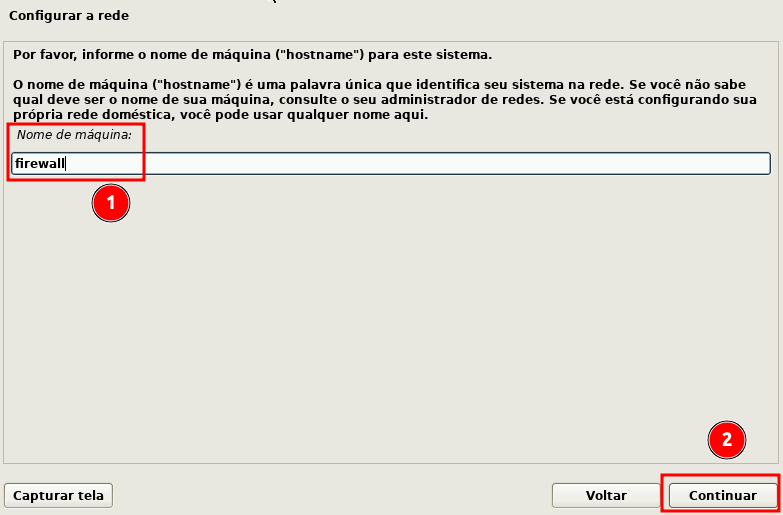 Configurar a rede
Por favor, informe o nome de máquina ("hostname") para este sistema.
O nome de máquina ("hostname") é uma palavra única que identifica seu sistema na rede. Se você não sabe
qual deve ser o nome de sua máquina, consulte o seu administrador de redes. Se você está configurando sua
própria rede doméstica, você pode usar qualquer nome aqui.
Nome de máquina:
firewall
1
2
Capturar tela
Voltar
Continuar